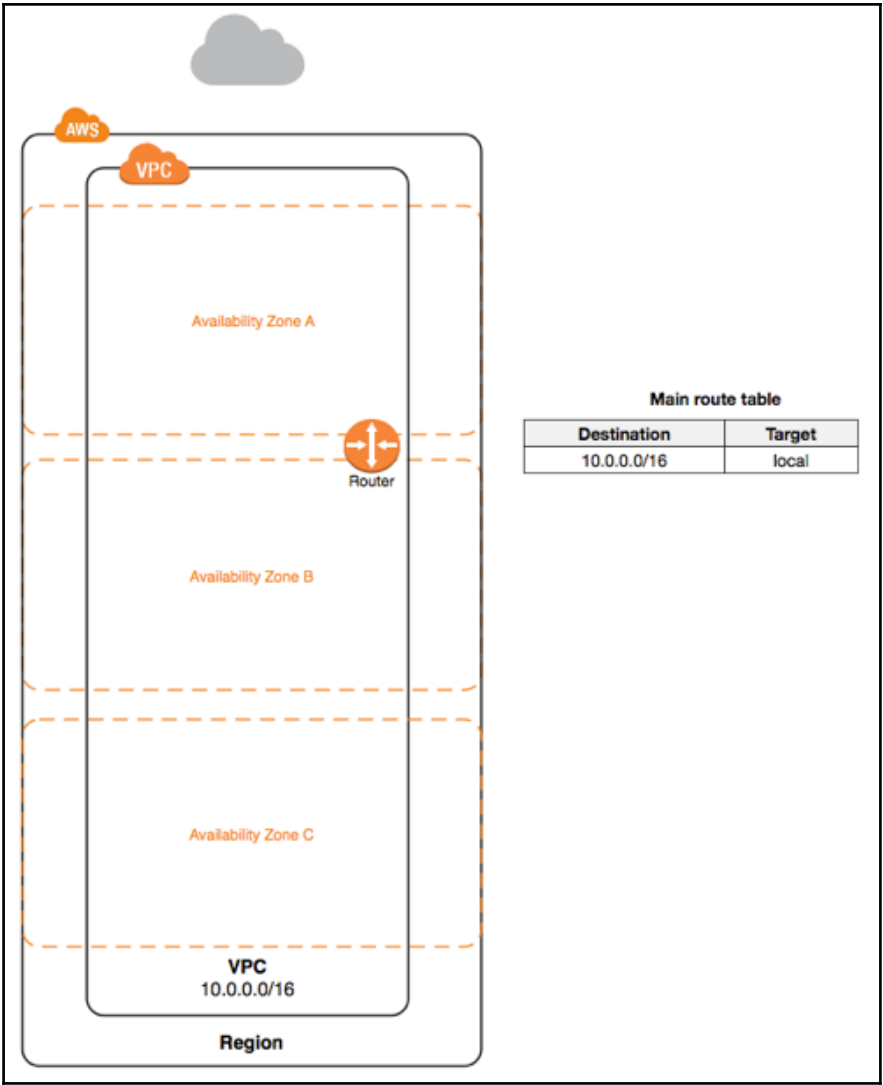 AWS
VPC
Availability Zone A
Main route table
Destination Target
10.0.0.0/16 local
Router
Availability Zone B
Availability Zone C
VPC
10.0.0.0/16
Region